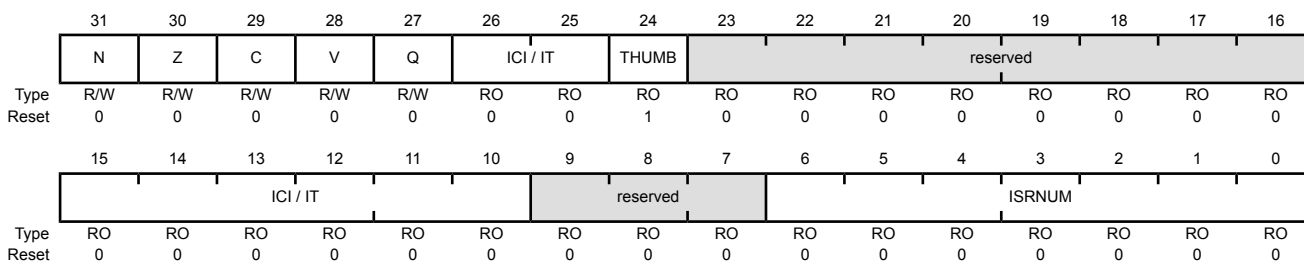 31 30 29 28 27 26 25 24 23 22 21 20 19 18 17 16
N Z C V Q ICI / IT THUMB reserved
Type R/W R/W R/W R/W R/W RO RO RO RO RO RO RO RO RO RO RO
Reset 0 0 0 0 0 0 0 1 0 0 0 0 0 0 0 0
15 14 13 12 11 10 9 8 7 6 5 4 3 2 1 0
ICI / IT reserved ISRNUM
Type RO RO RO RO RO RO RO RO RO RO RO RO RO RO RO RO
Reset 0 0 0 0 0 0 0 0 0 0 0 0 0 0 0 0